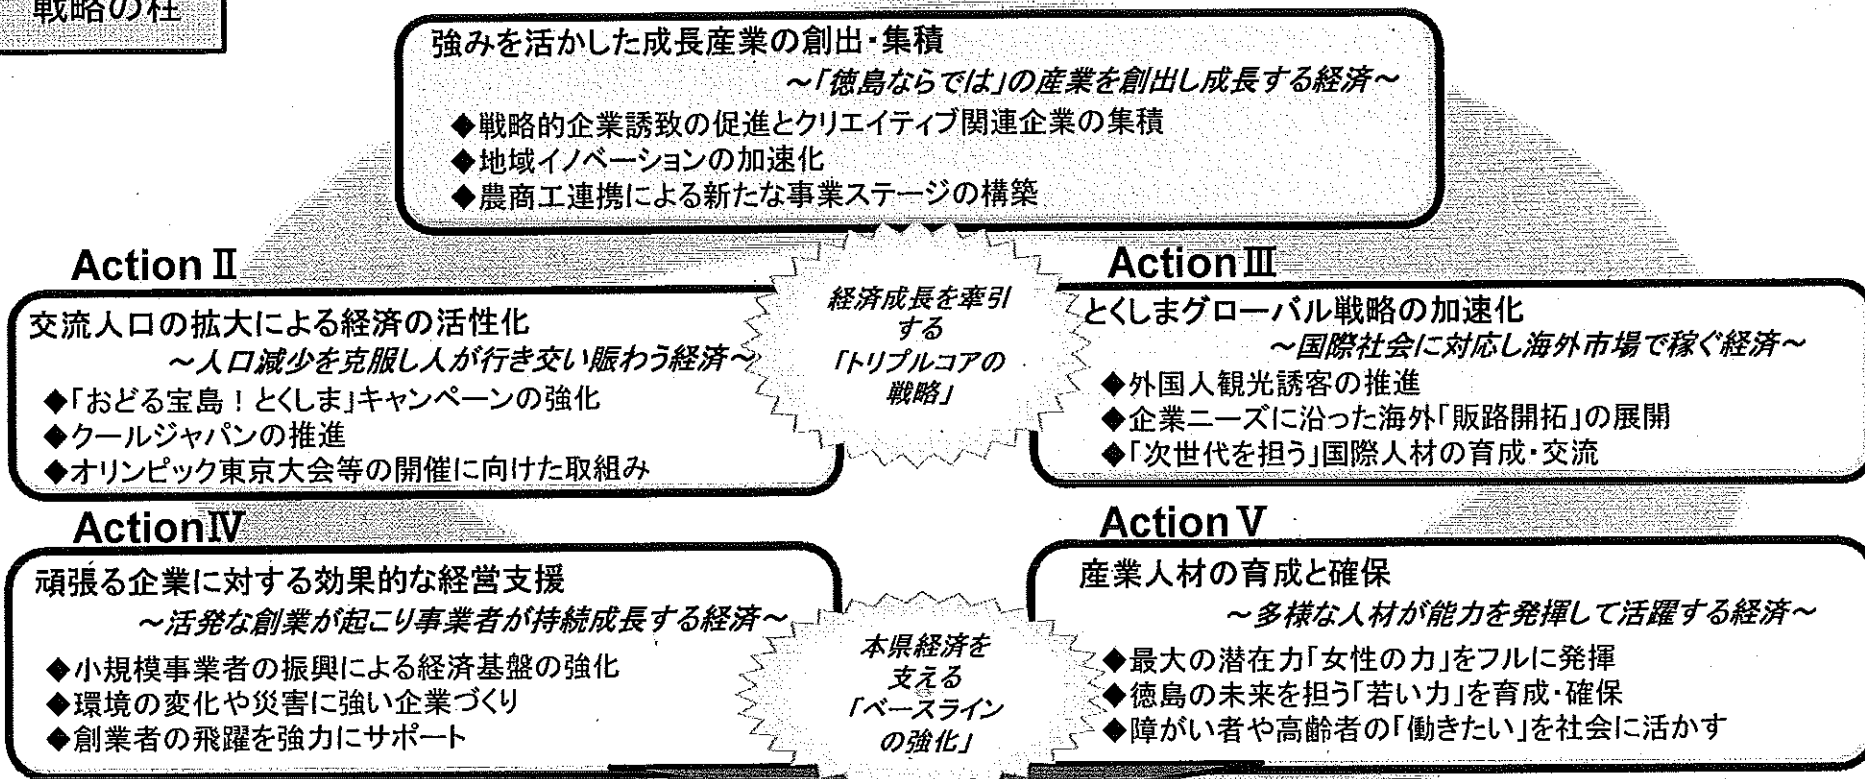 戦略の柱
強みを活かした成長産業の創出・集積
～「徳島ならでは」の産業を創出し成長する経済～
◆戦略的企業誘致の促進とクリエイティブ関連企業の集積
◆地域イノベーションの加速化
◆農商工連携による新たな事業ステージの構築
Action Ⅱ
交流人口の拡大による経済の活性化
～人口減少を克服し人が行き交い賑わう経済～
◆「おどる宝島！とくしま」キャンペーンの強化
◆クールジャパンの推進
◆オリンピック東京大会等の開催に向けた取組み
経済成長を牽引
する
「トリプルコアの
戦略」
Action Ⅲ
とくしまグローバル戦略の加速化
～国際社会に対応し海外市場で稼ぐ経済～
◆外国人観光誘客の推進
◆企業ニーズに沿った海外「販路開拓」の展開
◆「次世代を担う」国際人材の育成・交流
Action Ⅳ
頑張る企業に対する効果的な経営支援
～活発な創業が起こり事業者が持続成長する経済～
◆小規模事業者の振興による経済基盤の強化
◆環境の変化や災害に強い企業づくり
◆創業者の飛躍を強力にサポート
本県経済を
支える
「ベースライン
の強化」
Action Ⅴ
産業人材の育成と確保
～多様な人材が能力を発揮して活躍する経済～
◆最大の潜在力「女性の力」をフルに発揮
◆徳島の未来を担う「若い力」を育成・確保
◆障がい者や高齢者の「働きたい」を社会に活かす